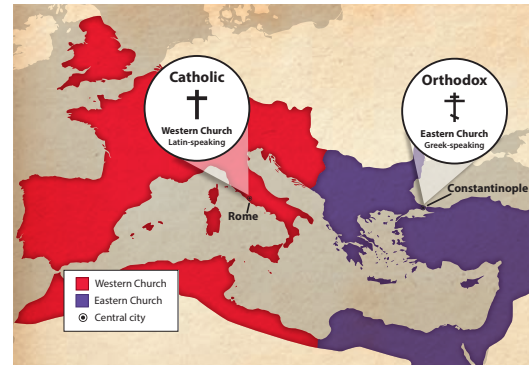 Catholic
Western Church
Latin-speaking
Orthodox
Eastern Church
Greek-speaking
Constantinople
Rome
Western Church
Eastern Church
Central city